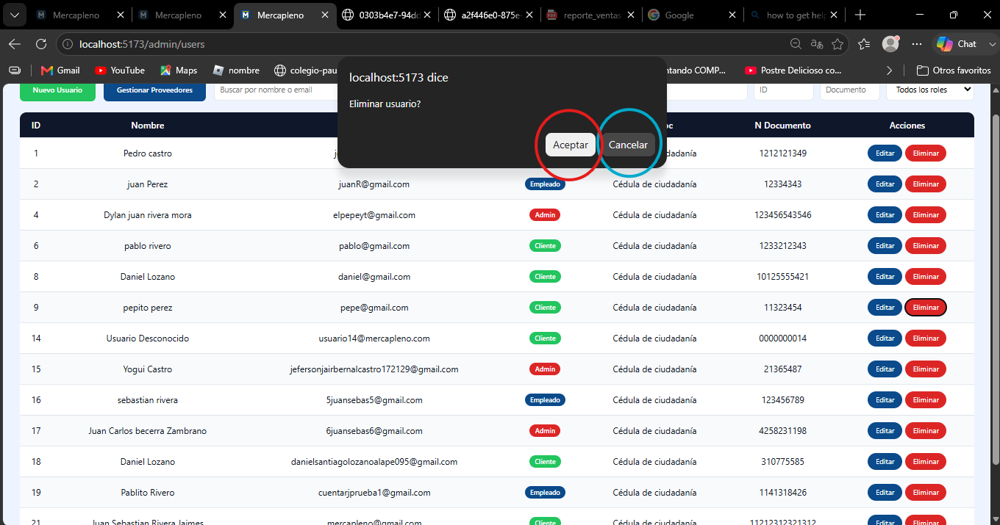 Mercapleno
Mercapleno
Mercapleno
0303b4e7-94dd
a2f446e0-875e-
reporte_ventas
Google
how to get help
localhost:5173/admin/users
Chat
Gmail
YouTube
Maps
nombre
colegio-pau
ntando COMP...
Postre Delicioso co...
Otros favoritos
localhost:5173 dice
Eliminar usuario?
Aceptar
Cancelar
Nuevo Usuario
Gestionar Proveedores
Buscar por nombre o email
ID
Documento
Todos los roles
ID Nombre N Documento Acciones
1 Pedro castro Cédula de ciudadanía 1212121349 Editar Eliminar
2 juan Perez juanR@gmail.com Empleado Cédula de ciudadanía 12334343 Editar Eliminar
4 Dylan juan rivera mora elpepeyt@gmail.com Admin Cédula de ciudadanía 123456543546 Editar Eliminar
6 pablo rivero pablo@gmail.com Cliente Cédula de ciudadanía 1233212343 Editar Eliminar
8 Daniel Lozano daniel@gmail.com Cliente Cédula de ciudadanía 10125555421 Editar Eliminar
9 pepito perez pepe@gmail.com Cliente Cédula de ciudadanía 11323454 Editar Eliminar
14 Usuario Desconocido usuario14@mercapleno.com Cliente Cédula de ciudadanía 0000000014 Editar Eliminar
15 Yogui Castro jefersonjairbernalcastro172129@gmail.com Admin Cédula de ciudadanía 21365487 Editar Eliminar
16 sebastian rivera 5juansebas5@gmail.com Empleado Cédula de ciudadanía 123456789 Editar Eliminar
17 Juan Carlos becerra Zambrano 6juansebas6@gmail.com Admin Cédula de ciudadanía 4258231198 Editar Eliminar
18 Daniel Lozano danielsantiagolozanoalape095@gmail.com Cliente Cédula de ciudadanía 310775585 Editar Eliminar
19 Pablito Rivero cuentarjprueba1@gmail.com Empleado Cédula de ciudadanía 1141318426 Editar Eliminar
21 Juan Sebastian Rivera Jaimes mercapleno@gmail.com Cliente Cédula de ciudadanía 11212312321312 Editar Eliminar